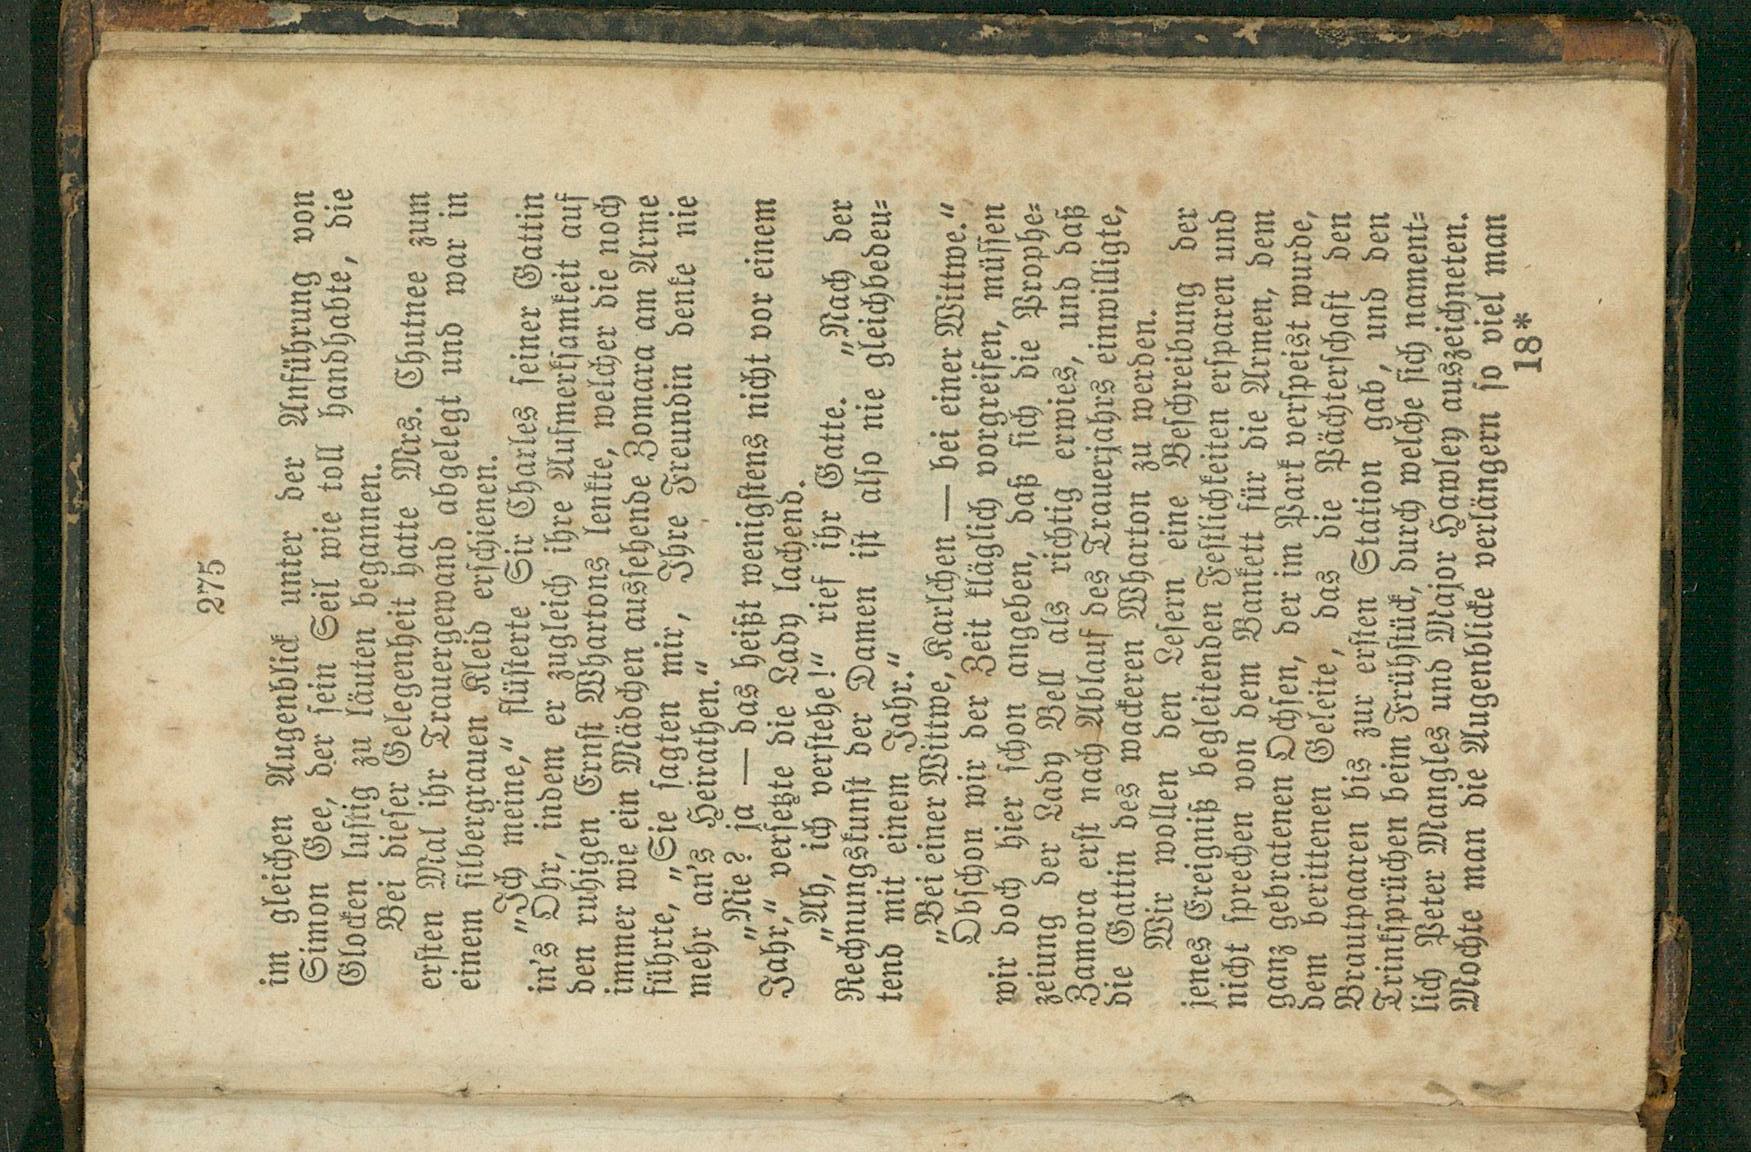 275
im gleichen Augenblick unter der Anführung von
Simon Gee, der sein Seil wie toll handhabte, die
Glocken lustig zu läuten begannen.
Bei dieser Gelegenheit hatte Mrs. Chutnee zum
ersten Mal ihr Trauergewand abgelegt und war in
einem silbergrauen Kleid erschienen.
„Ich meine,“ flüsterte Sir Charles seiner Gattin
in's Ohr, indem er zugleich ihre Aufmerksamkeit auf
den ruhigen Ernst Whartons lenkte, welcher die noch
immer wie ein Mädchen aussehende Zomara am Arme
führte, „Sie sagten mir, Ihre Freundin denke nie
mehr an's Heirathen.“
„Nie? ja — das heißt wenigstens nicht vor einem
Jahr,“ versetzte die Lady lachend.
„Ah, ich verstehe!“ rief ihr Gatte. „Nach der
Rechnungskunst der Damen ist also nie gleichbedeu-
tend mit einem Jahr.“
„Bei einer Wittwe, Karlchen — bei einer Wittwe.“
Obschon wir der Zeit kläglich vorgreifen, müssen
wir doch hier schon angeben, daß sich die Prophe-
zeiung der Lady Bell als richtig erwies, und daß
Zamora erst nach Ablauf des Trauerjahrs einwilligte,
die Gattin des wackeren Wharton zu werden.
Wir wollen den Lesern eine Beschreibung der
jenes Ereigniß begleitenden Festlichkeiten ersparen und
nicht sprechen von dem Bankett für die Armen, dem
ganz gebratenen Ochsen, der im Park verspeist wurde,
dem berittenen Geleite, das die Pächterschaft den
Brautpaaren bis zur ersten Station gab, und den
Trinksprüchen beim Frühstück, durch welche sich nament-
lich Peter Mangles und Major Hawley auszeichneten.
Mochte man die Augenblicke verlängern so viel man
18*